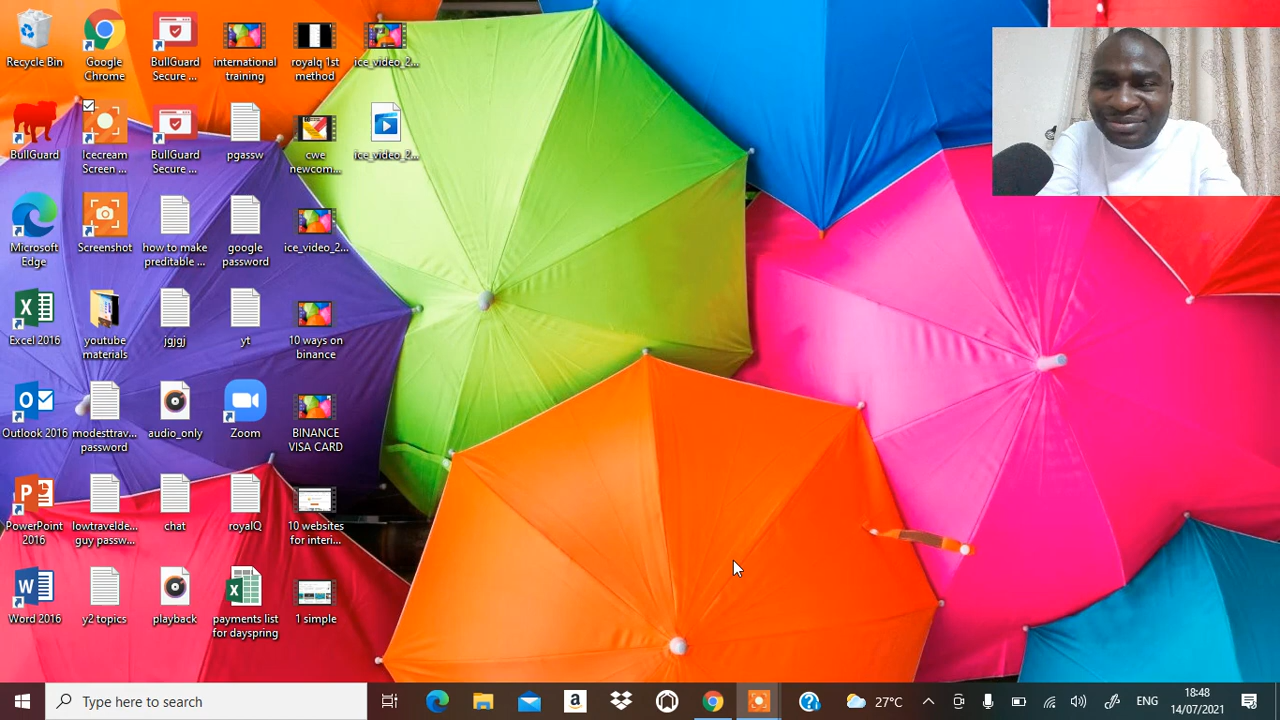 Recycle Bin
Google
Chrome
BullGuard
Secure ...
international
training
royalq 1st
method
ice_video_2...
BullGuard
Icecream
Screen ...
BullGuard
Secure ...
pgassw
cwe
newcom...
ice_video_2...
Microsoft
Edge
Screenshot
how to make
preditable ...
google
password
ice_video_2...
Excel 2016
youtube
materials
jgjgj
yt
10 ways on
binance
Outlook 2016
modesttrav...
password
audio_only
Zoom
BINANCE
VISA CARD
PowerPoint
2016
lowtravelde...
guy passw...
chat
royalQ
10 websites
for interi...
Word 2016
y2 topics
playback
payments list
for dayspring
1 simple
Type here to search
27°C
ENG
18:48
14/07/2021